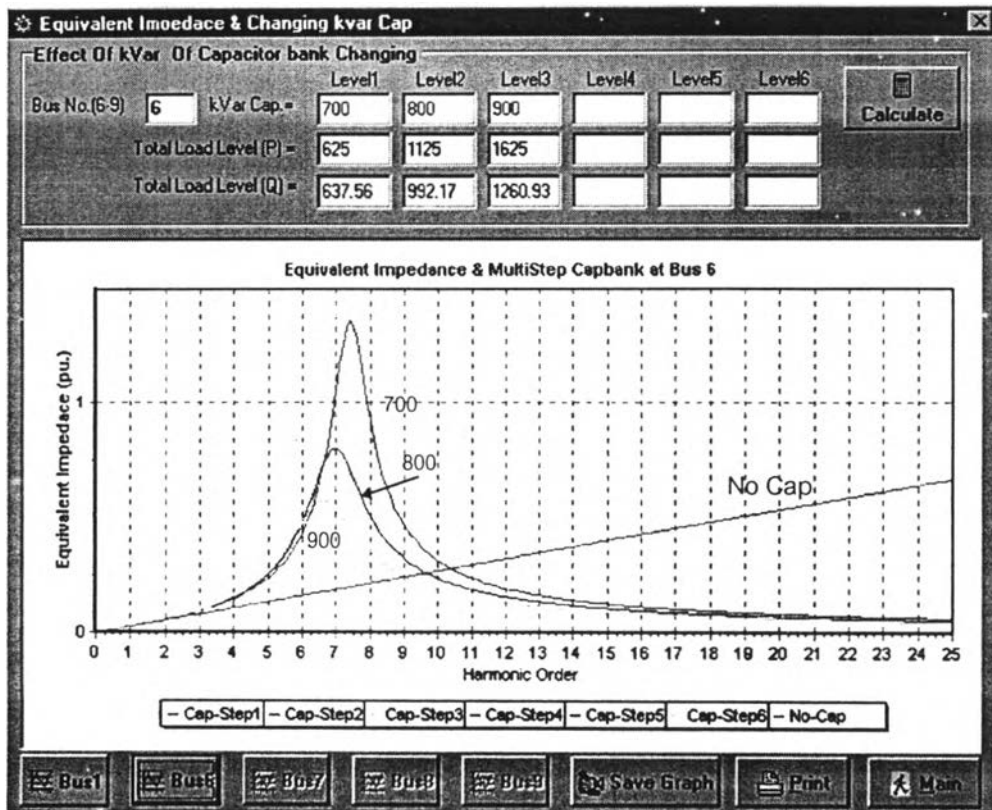 Equivalent Imoedace & Changing kvar Cap
Effect Of kVar Of Capacitor bank Changing
Level1 Level2 Level3 Level4 Level5 Level6
Bus No.(6-9) 6 kVar Cap.= 700 800 900
Calculate
Total Load Level (P) = 625 1125 1625
Total Load Level (Q) = 637.56 992.17 1260.93
Equivalent Impedance & MultiStep Capbank at Bus 6
Equivalent Impedace (pu.)
1
0
700
800
900
No Cap
0 1 2 3 4 5 6 7 8 9 10 11 12 13 14 15 16 17 18 19 20 21 22 23 24 25
Harmonic Order
Cap-Step1 Cap-Step2 Cap-Step3 Cap-Step4 Cap-Step5 Cap-Step6 No-Cap
Bus1 Bus6 Bus7 Bus8 Bus9 Save Graph Print Main